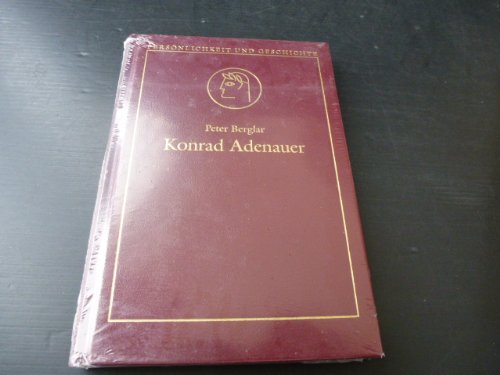 PERSÖNLICHKEIT UND GESCHICHTE
Peter Berglar
Konrad Adenauer